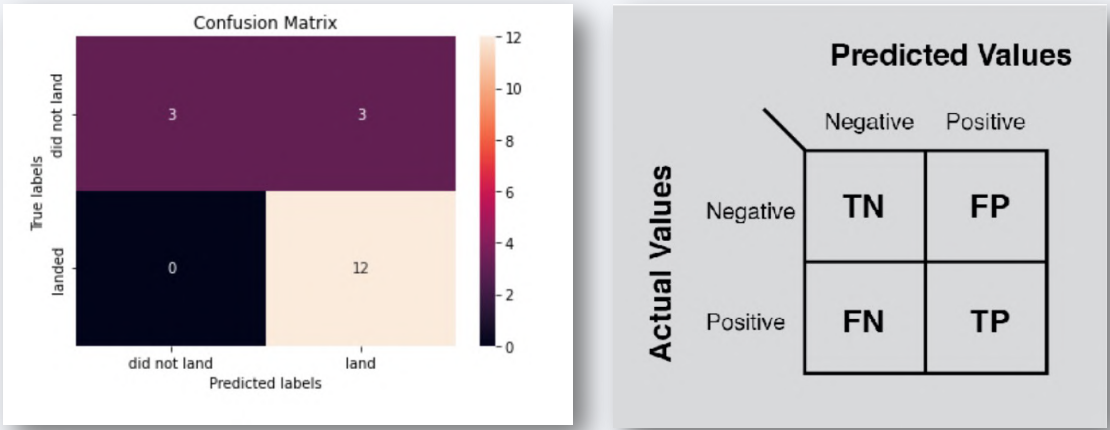 Confusion Matrix
did not land
landed
True labels
3 3
0 12
did not land land
Predicted labels
12
10
8
6
4
2
0
Predicted Values
Negative Positive
Actual Values
Negative TN FP
Positive FN TP